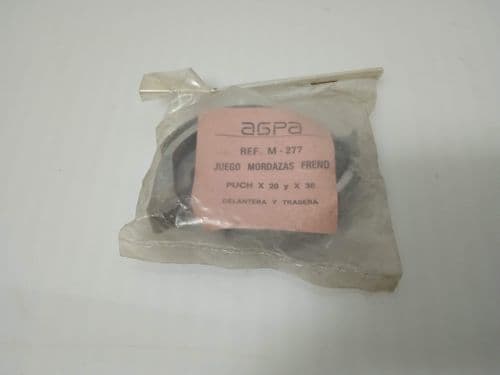 aGPa
REF. M - 277
JUEGO MORDAZAS FRENO
PUCH X 20 y X 30
DELANTERA Y TRASERA